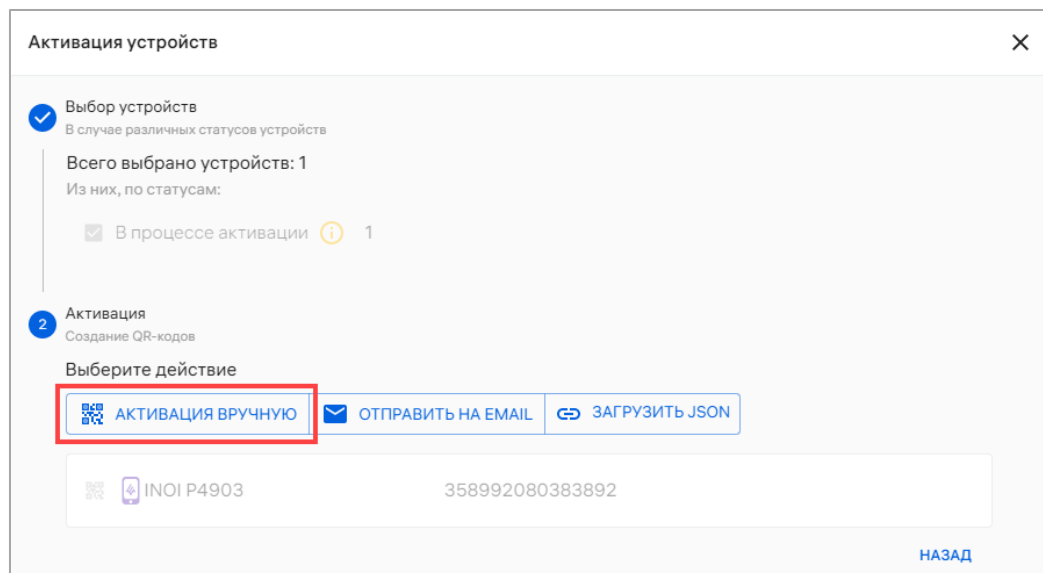 Активация устройств
Выбор устройств
В случае различных статусов устройств
Всего выбрано устройств: 1
Из них, по статусам:
В процессе активации 1
2
Активация
Создание QR-кодов
Выберите действие
АКТИВАЦИЯ ВРУЧНУЮ ОТПРАВИТЬ НА EMAIL ЗАГРУЗИТЬ JSON
INOI P4903 358992080383892
НАЗАД